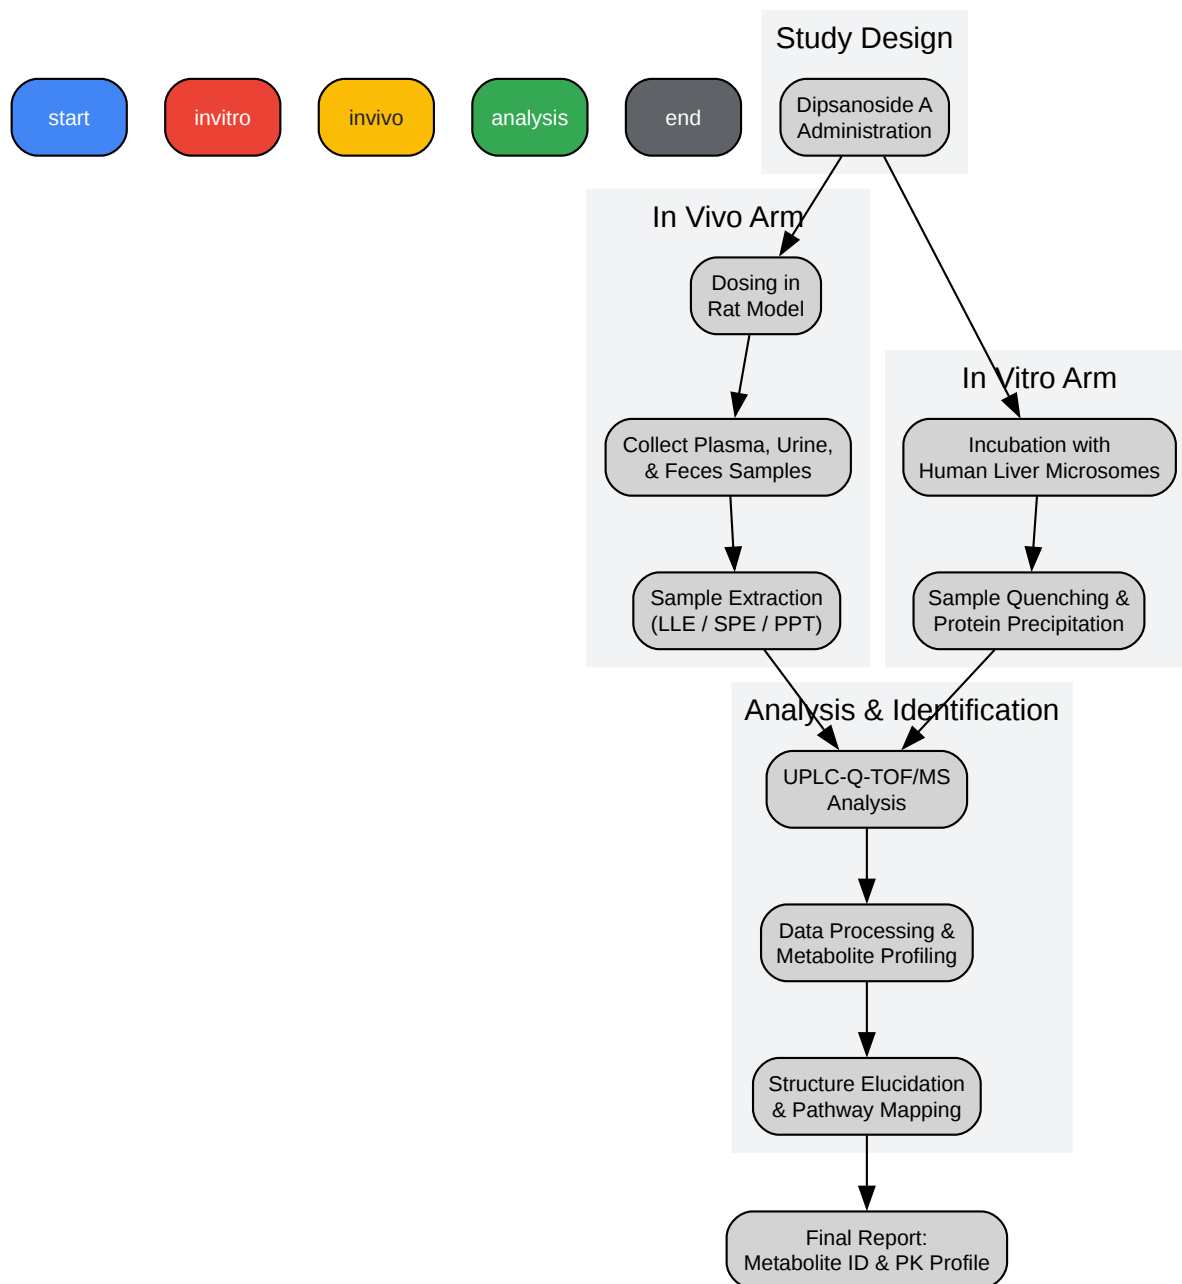 Study Design
start
invitro
invivo
analysis
end
Dipsanoside A
Administration
In Vivo Arm
Dosing in
Rat Model
Collect Plasma, Urine,
& Feces Samples
Sample Extraction
(LLE / SPE / PPT)
In Vitro Arm
Incubation with
Human Liver Microsomes
Sample Quenching &
Protein Precipitation
Analysis & Identification
UPLC-Q-TOF/MS
Analysis
Data Processing &
Metabolite Profiling
Structure Elucidation
& Pathway Mapping
Final Report:
Metabolite ID & PK Profile